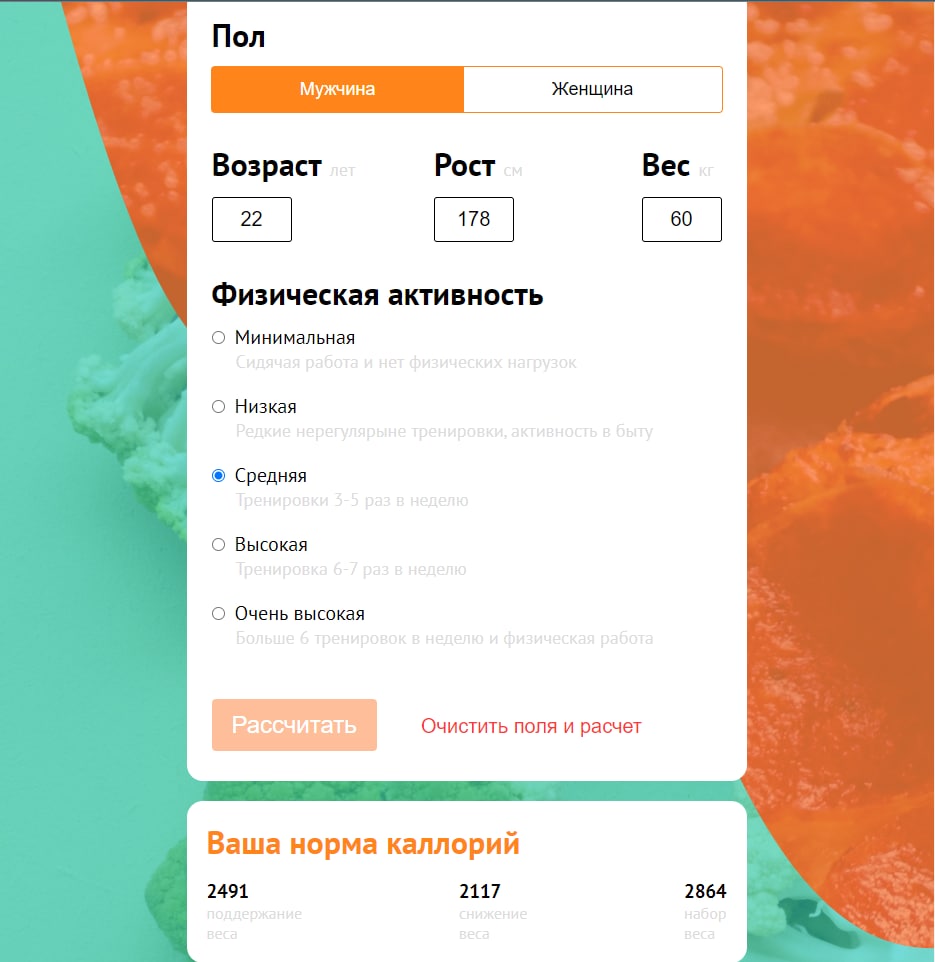 Пол
Мужчина Женщина
Возраст лет Рост см Вес кг
22 178 60
Физическая активность
Минимальная
Сидячая работа и нет физических нагрузок
Низкая
Редкие нерегулярыне тренировки, активность в быту
Средняя
Тренировки 3-5 раз в неделю
Высокая
Тренировка 6-7 раз в неделю
Очень высокая
Больше 6 тренировок в неделю и физическая работа
Рассчитать Очистить поля и расчет
Ваша норма каллорий
2491 2117 2864
поддержание снижение набор
веса веса веса